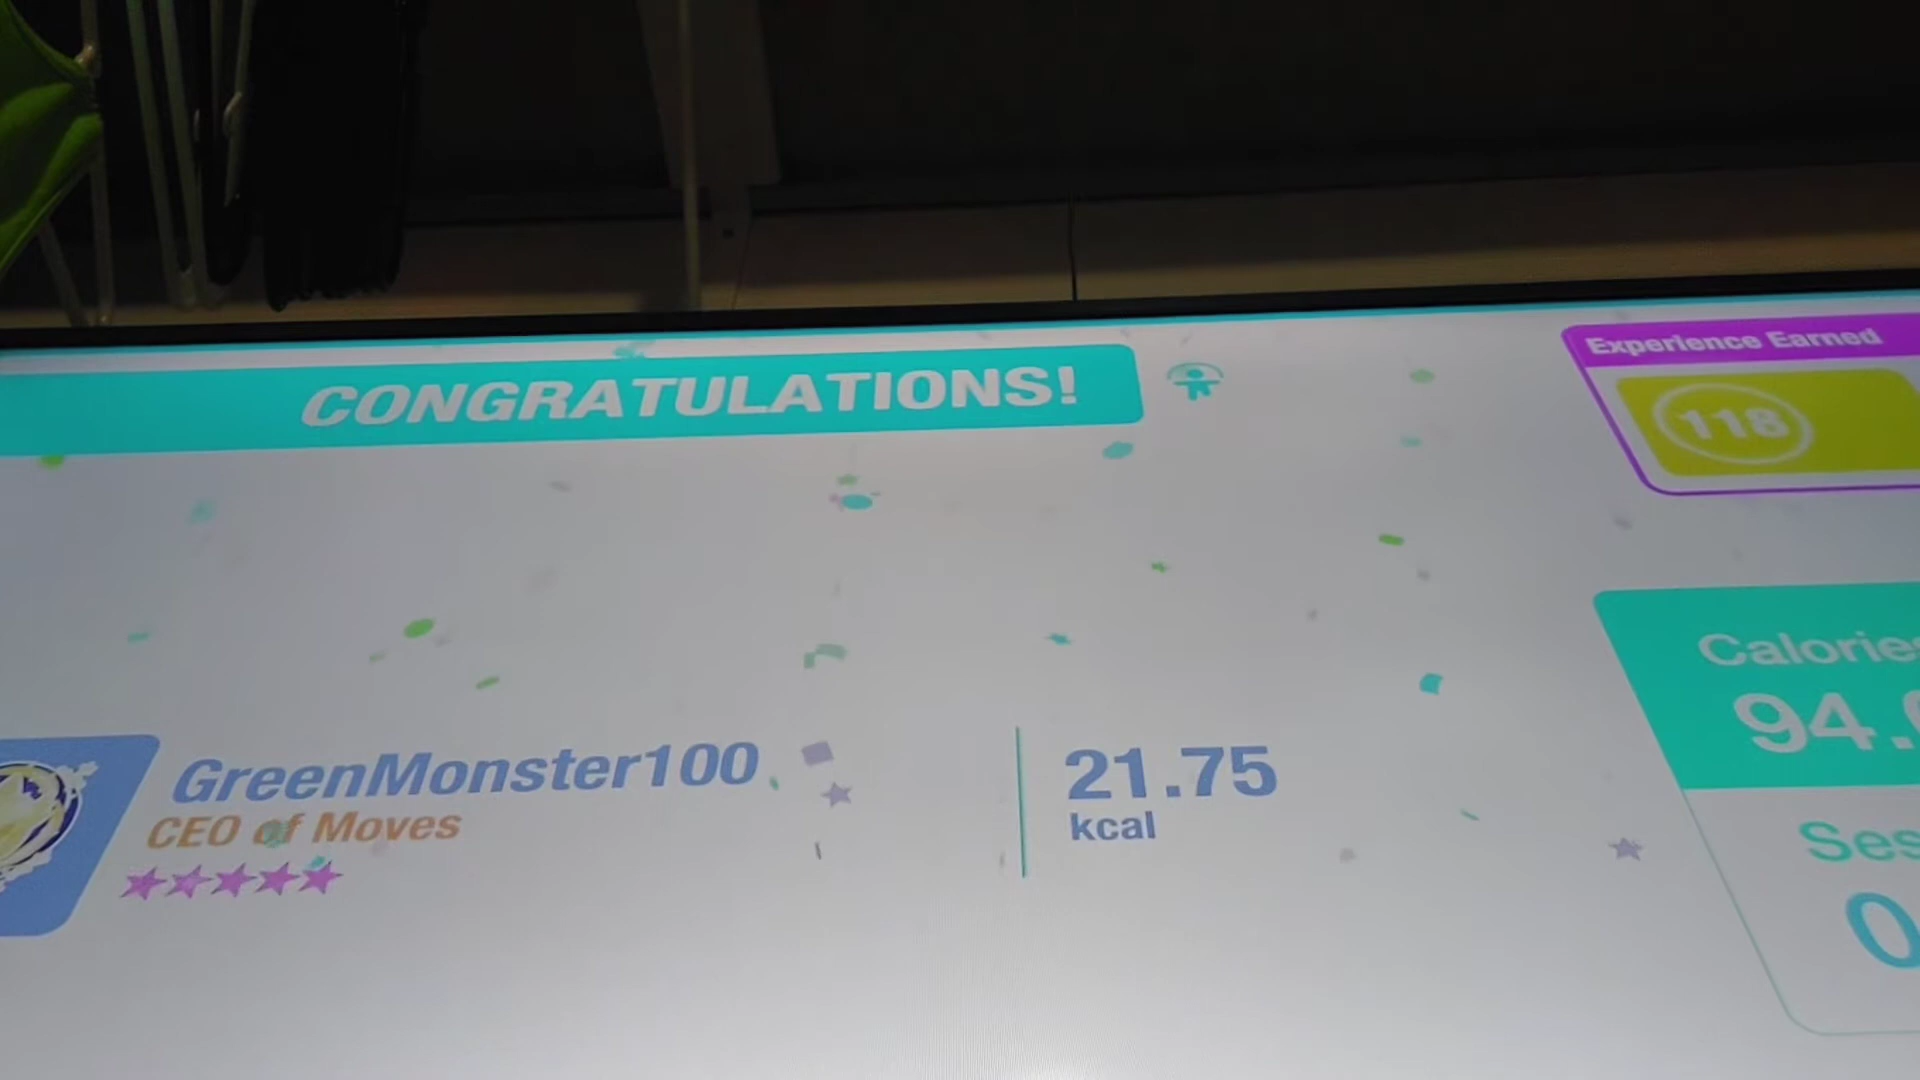 CONGRATULATIONS!
Experience Earned
118
GreenMonster100
CEO of Moves
21.75
kcal